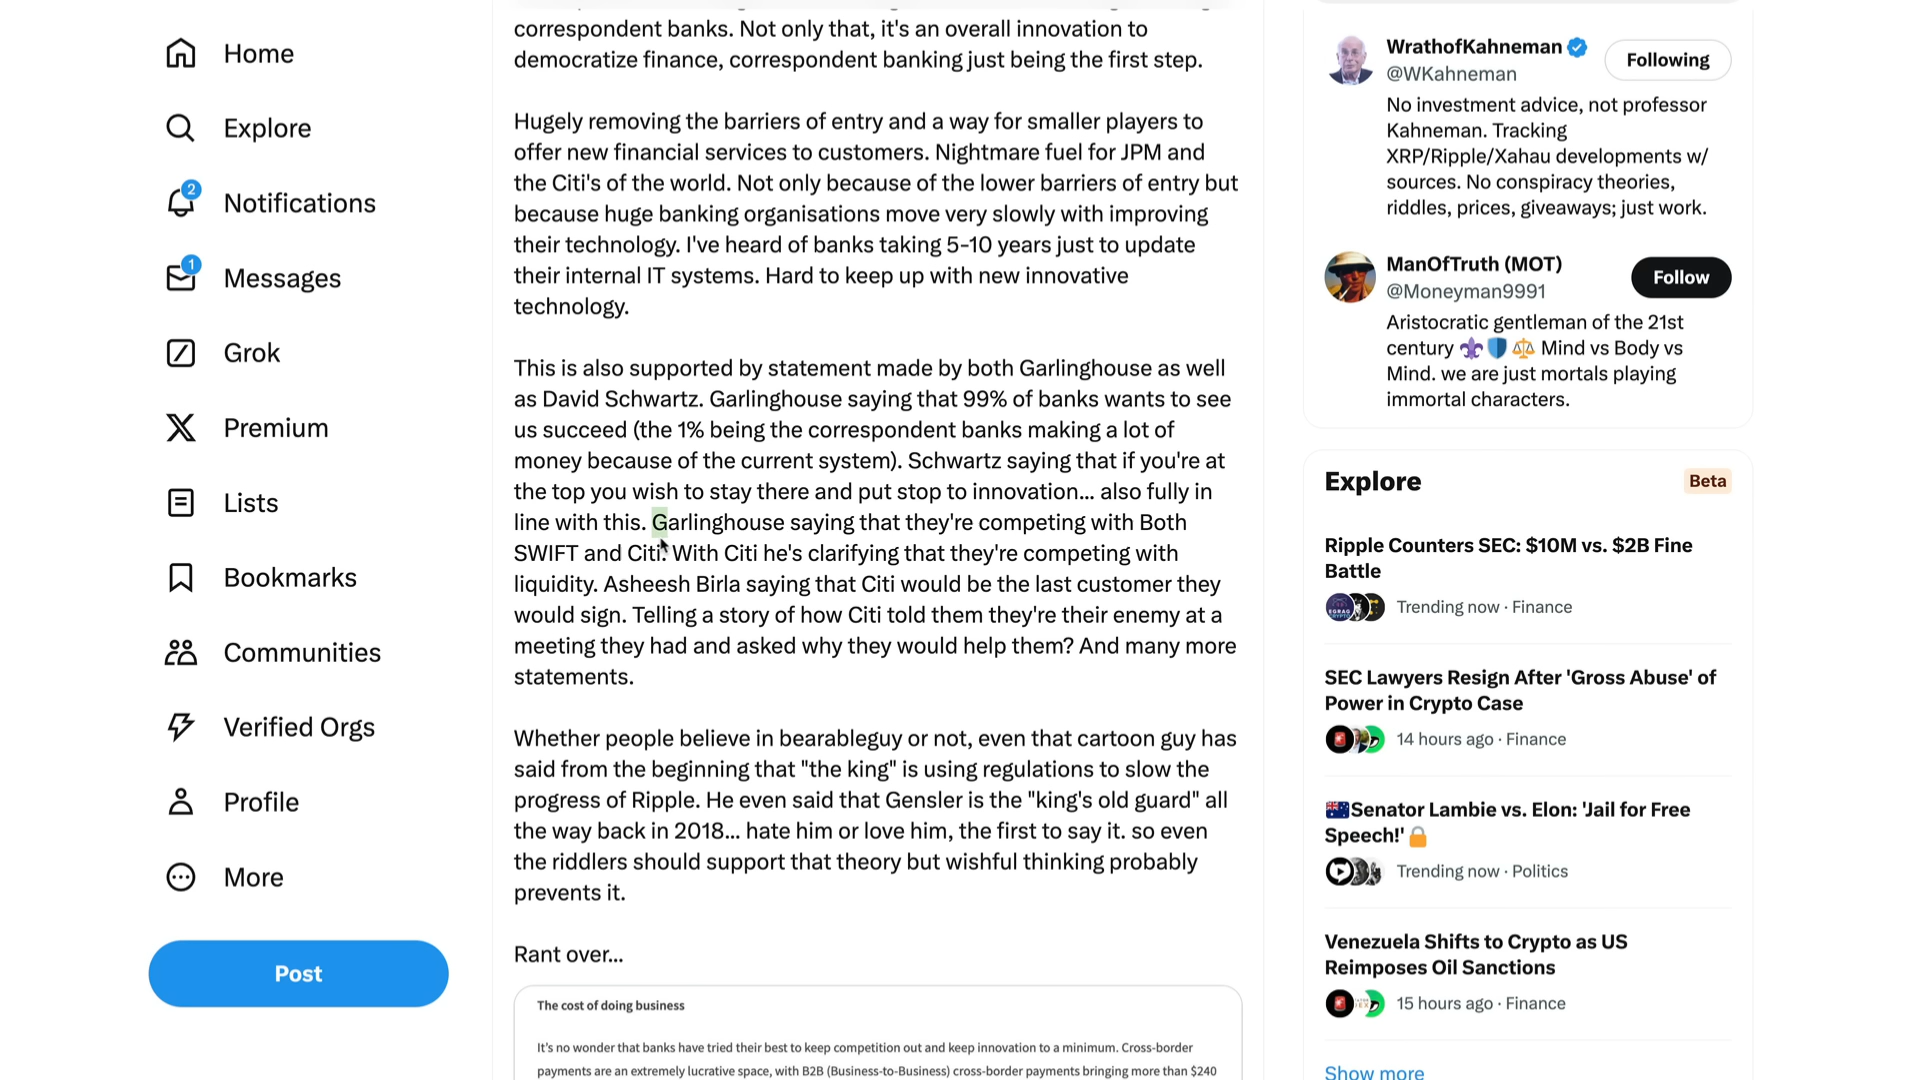 Home
Explore
2
Notifications
1
Messages
Grok
Premium
Lists
Bookmarks
Communities
Verified Orgs
Profile
More
Post
correspondent banks. Not only that, it's an overall innovation to
democratize finance, correspondent banking just being the first step.
Hugely removing the barriers of entry and a way for smaller players to
offer new financial services to customers. Nightmare fuel for JPM and
the Citi's of the world. Not only because of the lower barriers of entry but
because huge banking organisations move very slowly with improving
their technology. I've heard of banks taking 5-10 years just to update
their internal IT systems. Hard to keep up with new innovative
technology.
This is also supported by statement made by both Garlinghouse as well
as David Schwartz. Garlinghouse saying that 99% of banks wants to see
us succeed (the 1% being the correspondent banks making a lot of
money because of the current system). Schwartz saying that if you're at
the top you wish to stay there and put stop to innovation... also fully in
line with this. Garlinghouse saying that they're competing with Both
SWIFT and Citi. With Citi he's clarifying that they're competing with
liquidity. Asheesh Birla saying that Citi would be the last customer they
would sign. Telling a story of how Citi told them they're their enemy at a
meeting they had and asked why they would help them? And many more
statements.
Whether people believe in bearableguy or not, even that cartoon guy has
said from the beginning that "the king" is using regulations to slow the
progress of Ripple. He even said that Gensler is the "king's old guard" all
the way back in 2018... hate him or love him, the first to say it. so even
the riddlers should support that theory but wishful thinking probably
prevents it.
Rant over...
The cost of doing business
It's no wonder that banks have tried their best to keep competition out and keep innovation to a minimum. Cross-border
payments are an extremely lucrative space, with B2B (Business-to-Business) cross-border payments bringing more than $240
WrathofKahneman
@WKahneman
Following
No investment advice, not professor
Kahneman. Tracking
XRP/Ripple/Xahau developments w/
sources. No conspiracy theories,
riddles, prices, giveaways; just work.
ManOfTruth (MOT)
@Moneyman9991
Follow
Aristocratic gentleman of the 21st
century ⚜️🛡️⚖️ Mind vs Body vs
Mind. we are just mortals playing
immortal characters.
Explore
Beta
Ripple Counters SEC: $10M vs. $2B Fine
Battle
Trending now · Finance
SEC Lawyers Resign After 'Gross Abuse' of
Power in Crypto Case
14 hours ago · Finance
🇦🇺Senator Lambie vs. Elon: 'Jail for Free
Speech!'🔒
Trending now · Politics
Venezuela Shifts to Crypto as US
Reimposes Oil Sanctions
15 hours ago · Finance
Show more